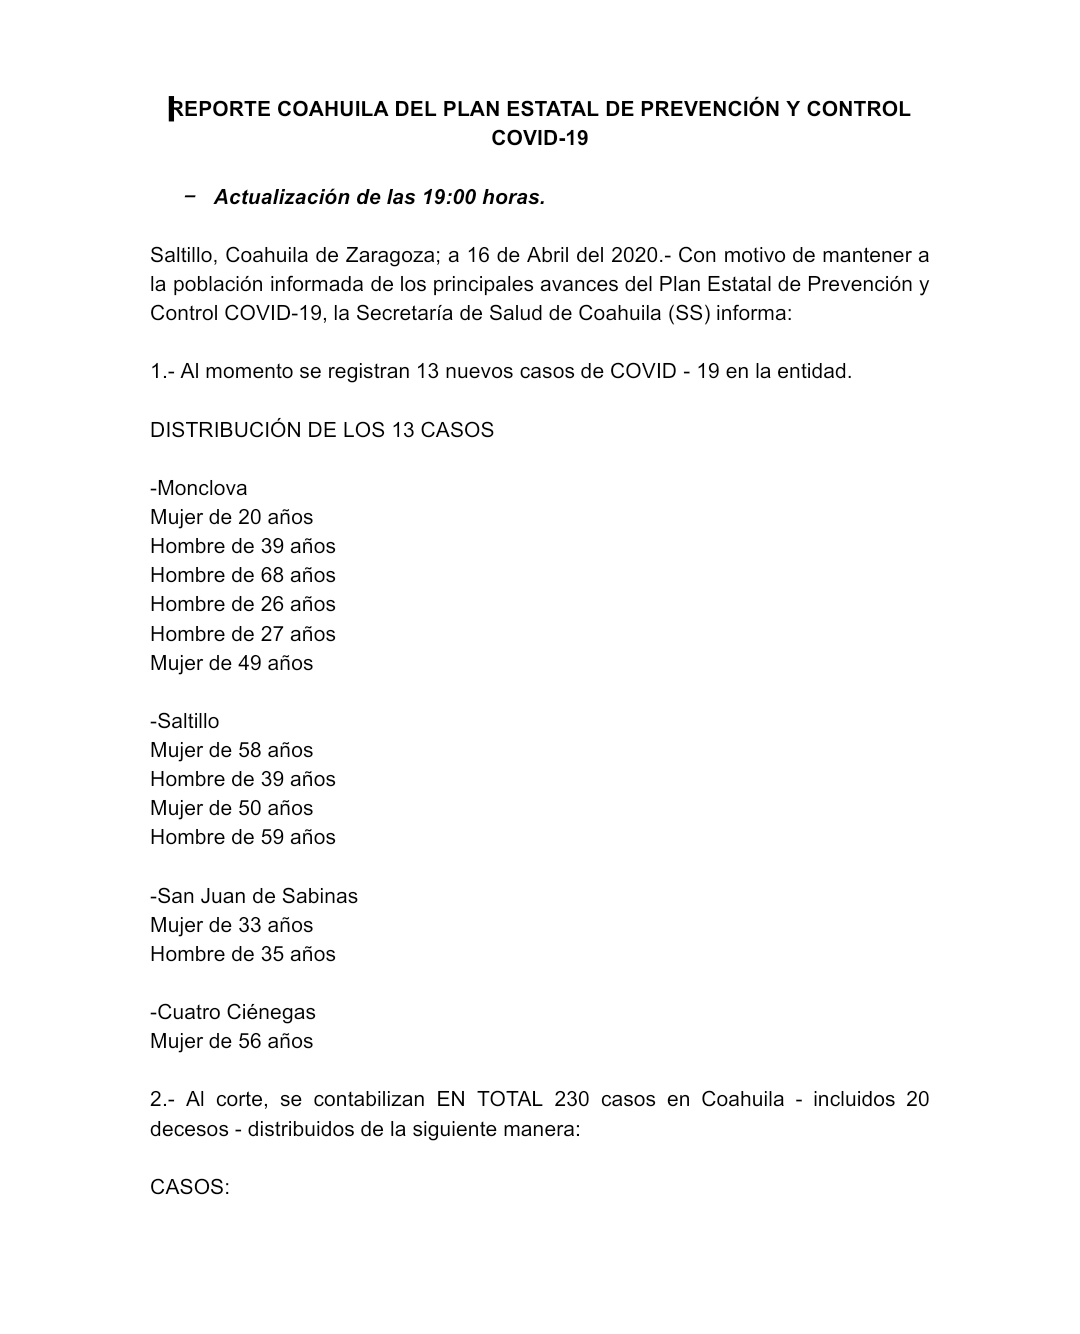 REPORTE COAHUILA DEL PLAN ESTATAL DE PREVENCIÓN Y CONTROL
COVID-19
– Actualización de las 19:00 horas.
Saltillo, Coahuila de Zaragoza; a 16 de Abril del 2020.- Con motivo de mantener a
la población informada de los principales avances del Plan Estatal de Prevención y
Control COVID-19, la Secretaría de Salud de Coahuila (SS) informa:
1.- Al momento se registran 13 nuevos casos de COVID - 19 en la entidad.
DISTRIBUCIÓN DE LOS 13 CASOS
-Monclova
Mujer de 20 años
Hombre de 39 años
Hombre de 68 años
Hombre de 26 años
Hombre de 27 años
Mujer de 49 años
-Saltillo
Mujer de 58 años
Hombre de 39 años
Mujer de 50 años
Hombre de 59 años
-San Juan de Sabinas
Mujer de 33 años
Hombre de 35 años
-Cuatro Ciénegas
Mujer de 56 años
2.- Al corte, se contabilizan EN TOTAL 230 casos en Coahuila - incluidos 20
decesos - distribuidos de la siguiente manera:
CASOS: